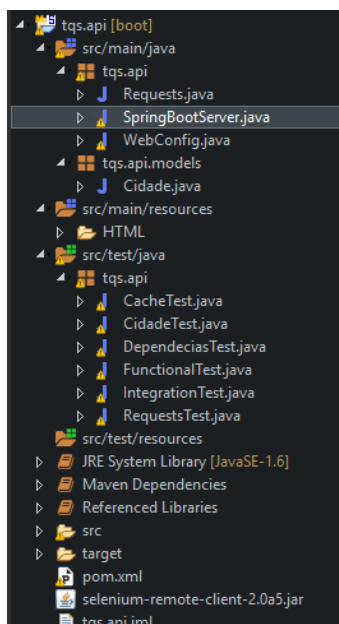 tqs.api [boot]
src/main/java
tqs.api
Requests.java
SpringBootServer.java
WebConfig.java
tqs.api.models
Cidade.java
src/main/resources
HTML
src/test/java
tqs.api
CacheTest.java
CidadeTest.java
DependeciasTest.java
FunctionalTest.java
IntegrationTest.java
RequestsTest.java
src/test/resources
JRE System Library [JavaSE-1.6]
Maven Dependencies
Referenced Libraries
src
target
pom.xml
selenium-remote-client-2.0a5.jar
tqs.api.iml